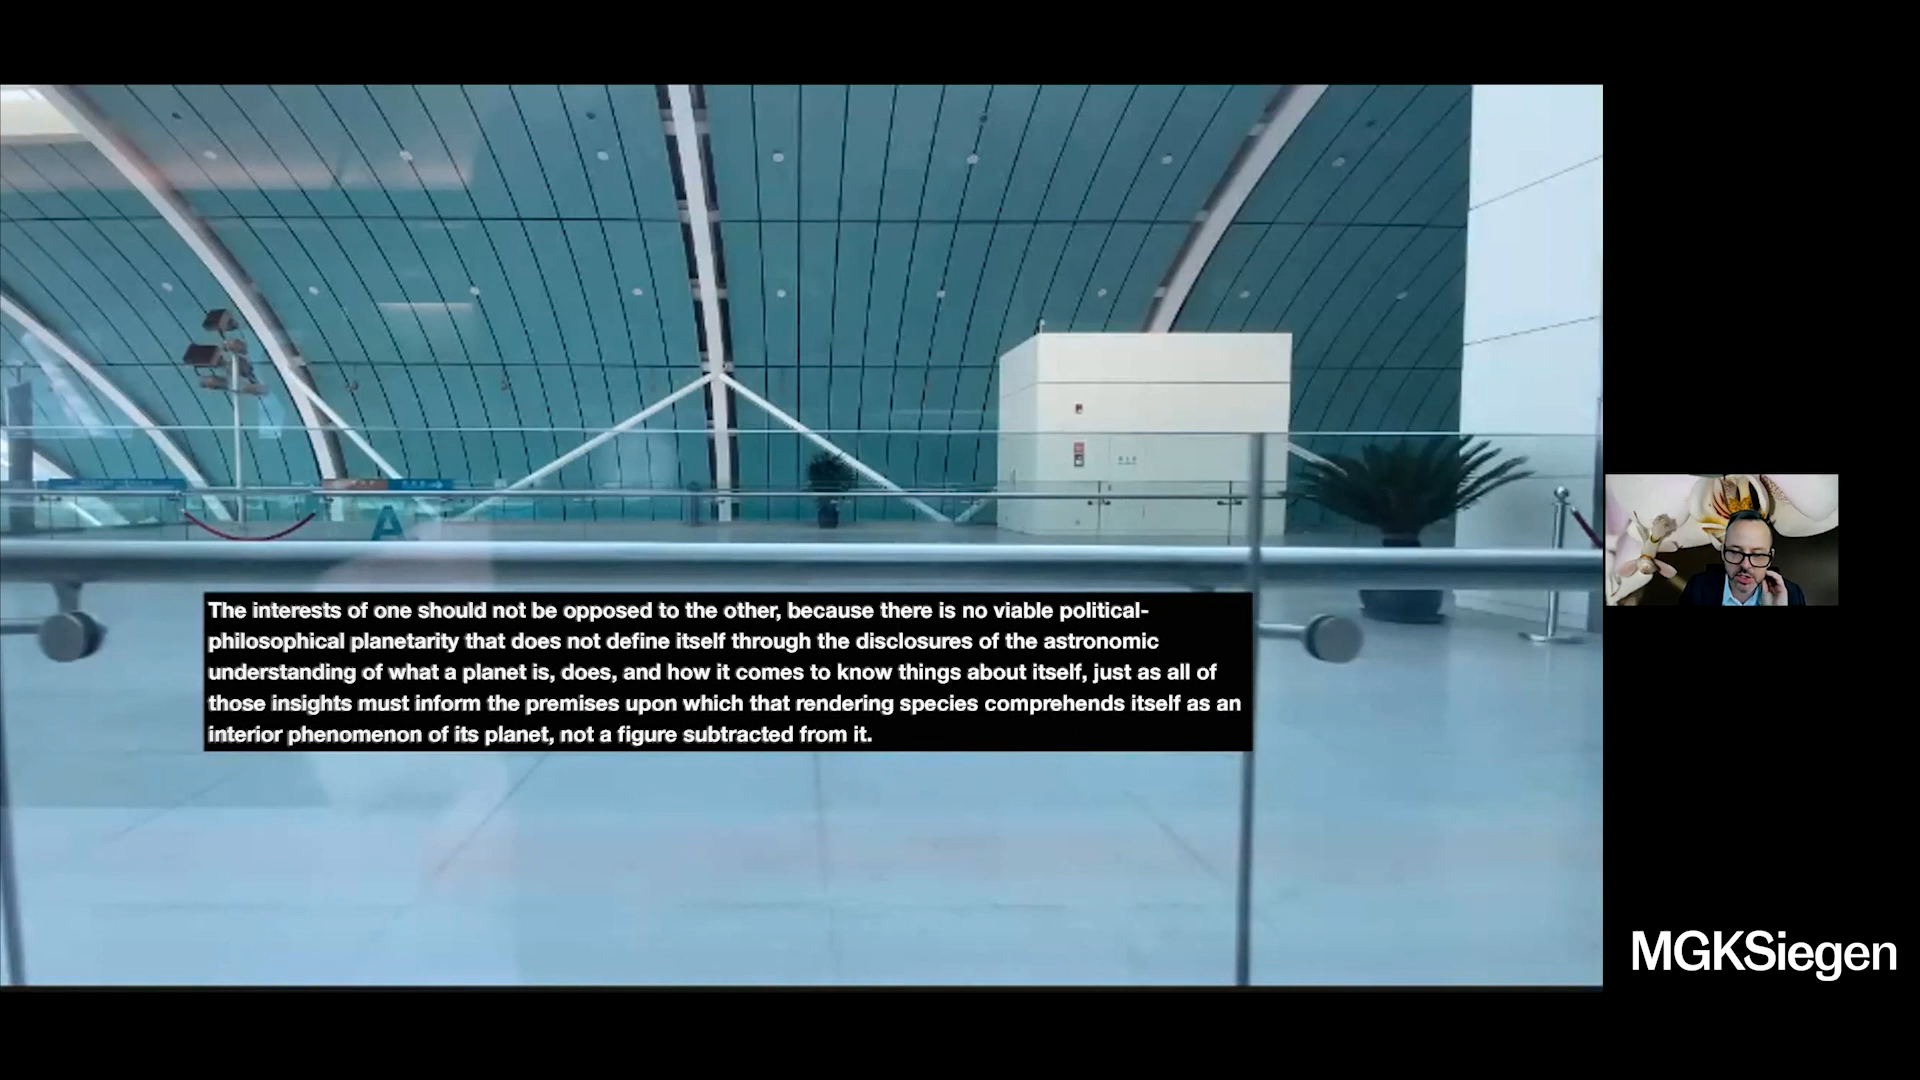 A
The interests of one should not be opposed to the other, because there is no viable political-
philosophical planetarity that does not define itself through the disclosures of the astronomic
understanding of what a planet is, does, and how it comes to know things about itself, just as all of
those insights must inform the premises upon which that rendering species comprehends itself as an
interior phenomenon of its planet, not a figure subtracted from it.
MGKSiegen